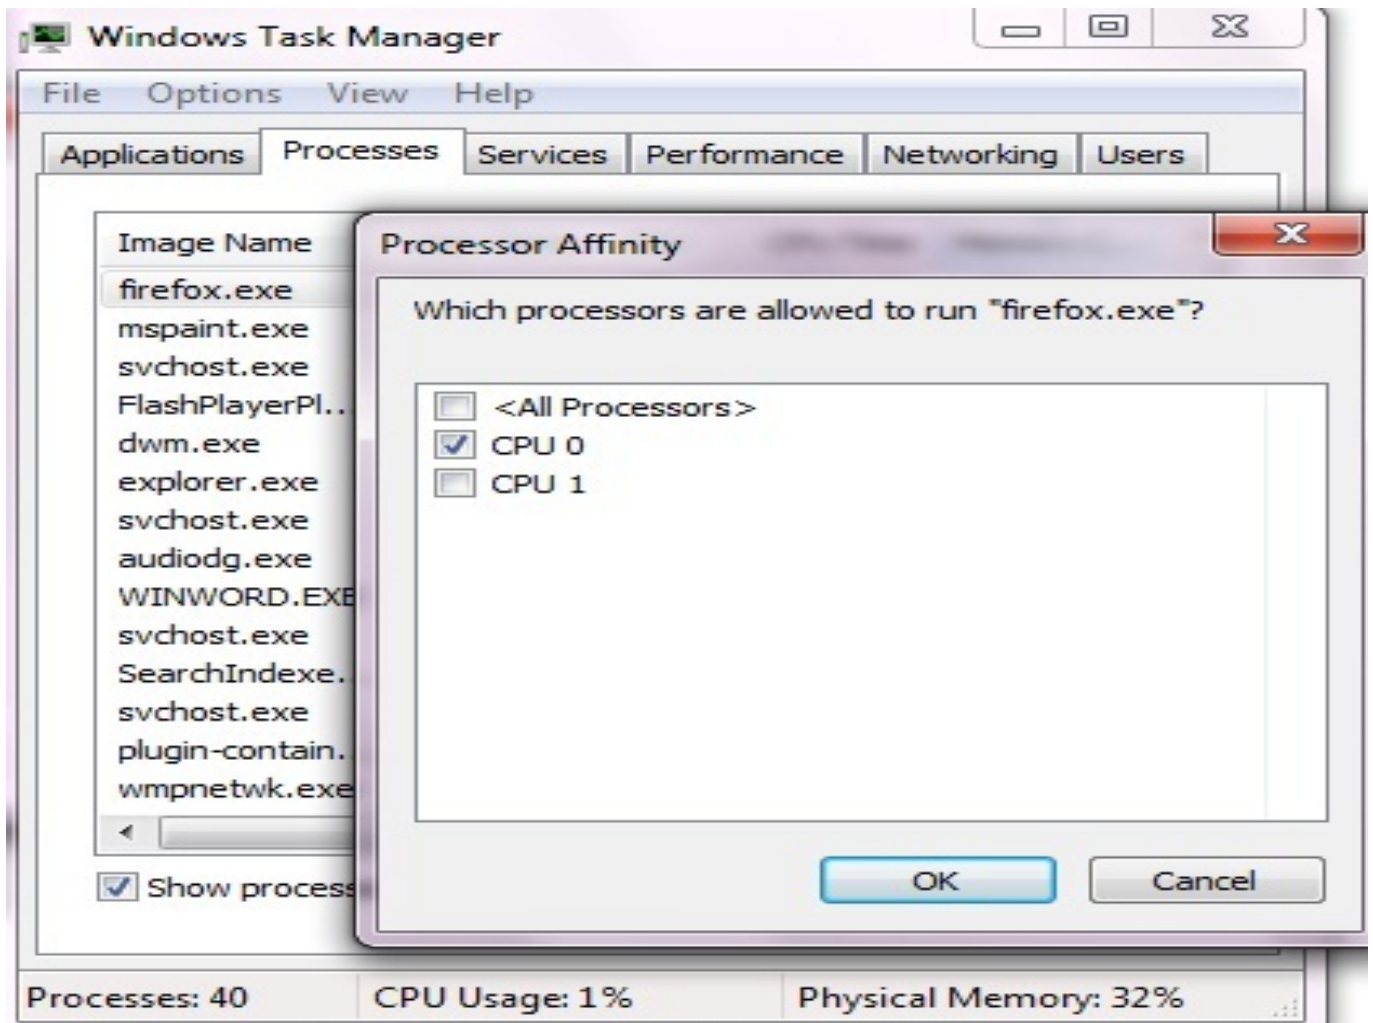 Windows Task Manager
File Options View Help
Applications Processes Services Performance Networking Users
Image Name
Processor Affinity
Which processors are allowed to run "firefox.exe"?
<All Processors>
CPU 0
CPU 1
OK Cancel
firefox.exe
mspaint.exe
svchost.exe
FlashPlayerPl...
dwm.exe
explorer.exe
svchost.exe
audiodg.exe
WINWORD.EXE
svchost.exe
SearchIndexe.
svchost.exe
plugin-contain.
wmpnetwk.exe
Show process
Processes: 40 CPU Usage: 1% Physical Memory: 32%